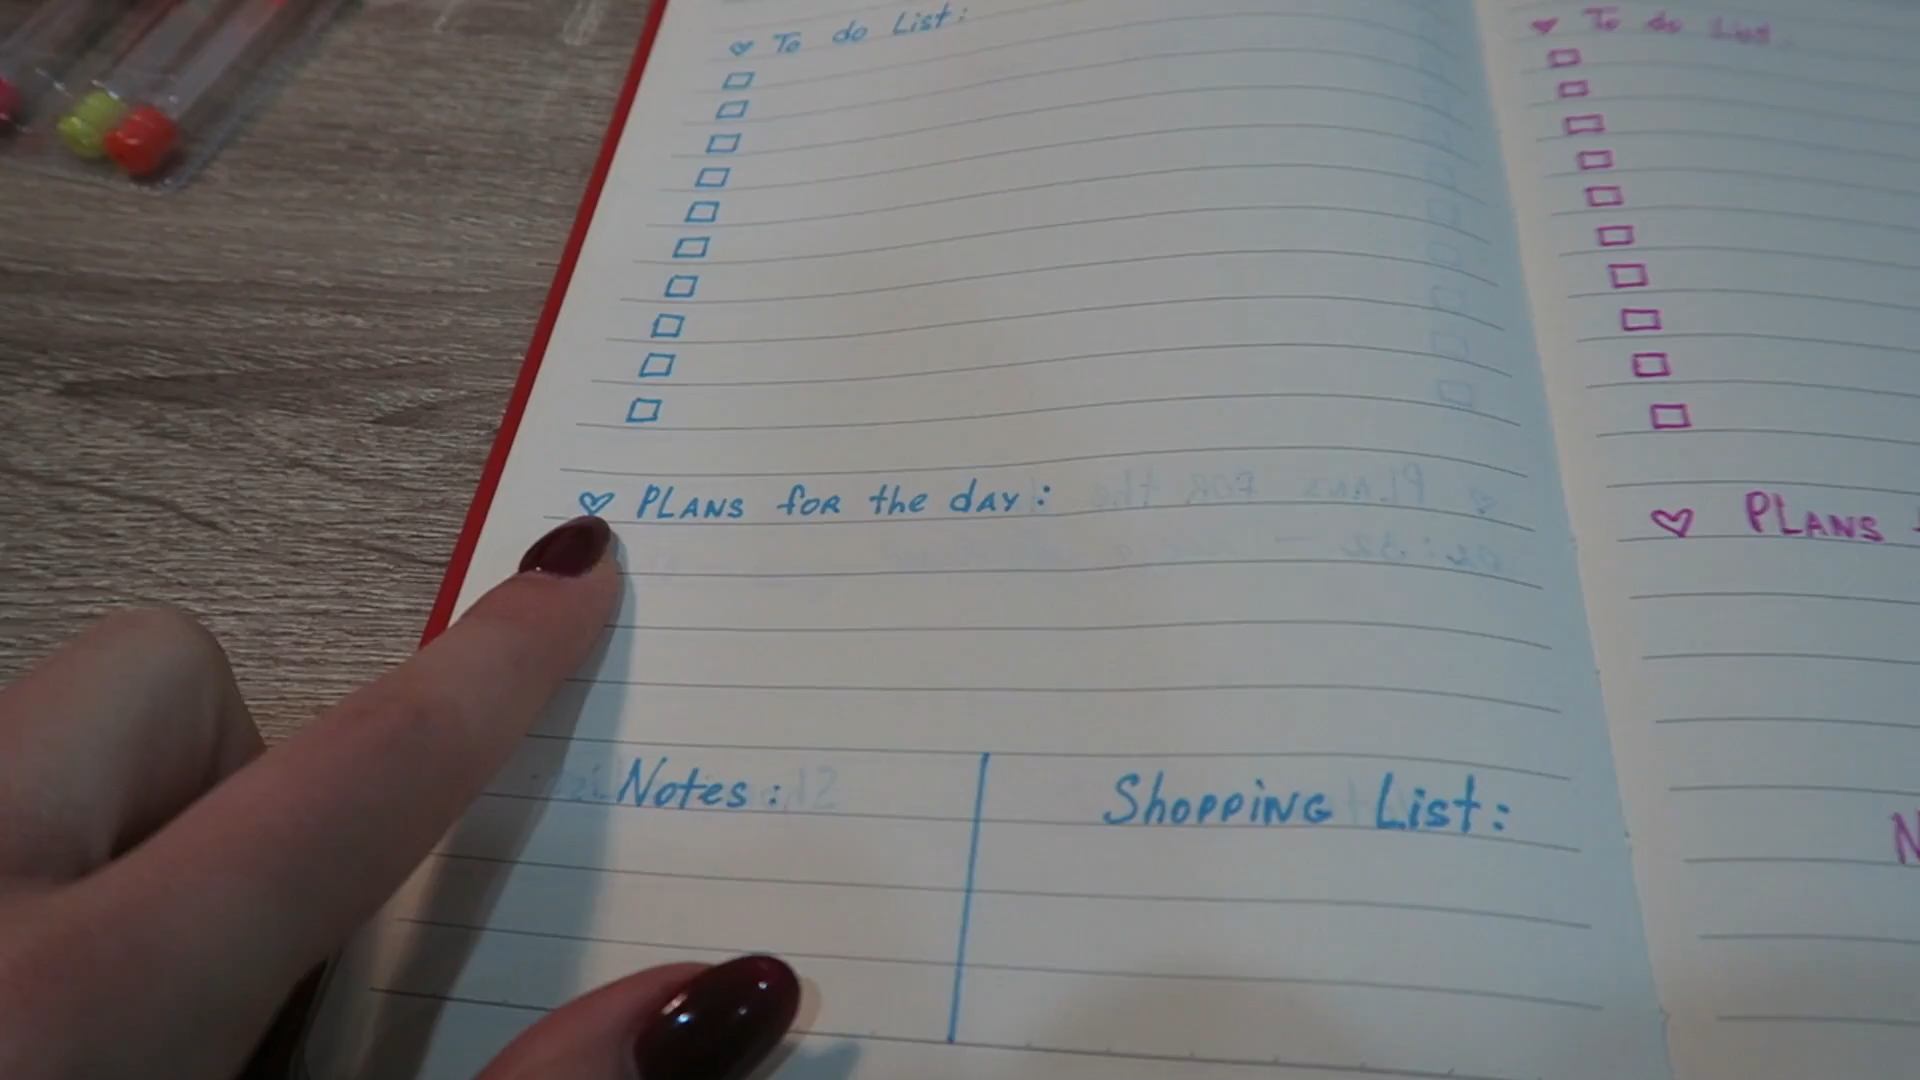 To do List:
PLANS for the day:
Notes:
Shopping List:
To do List
PLANS
N